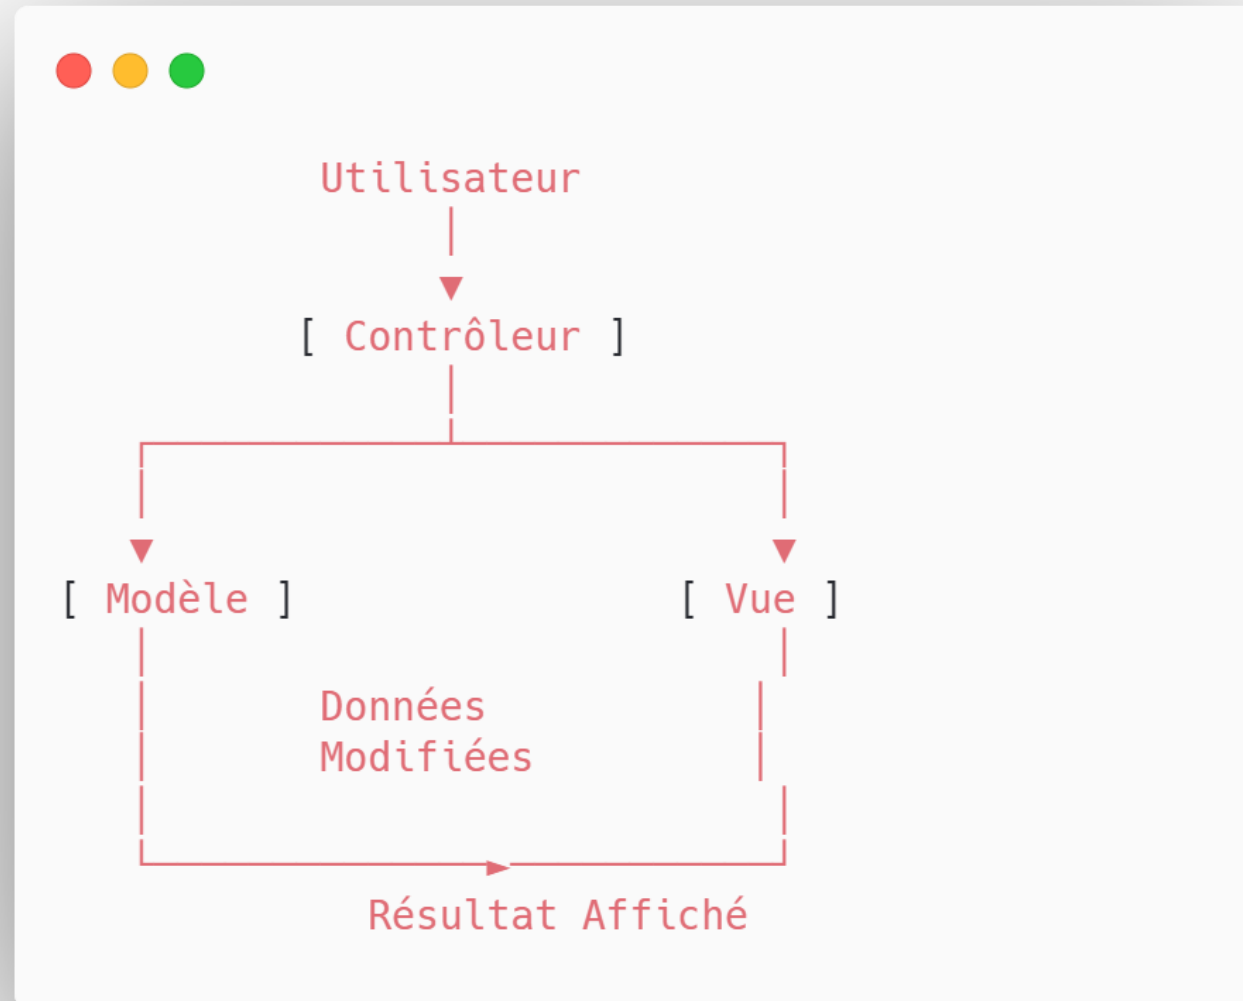 Utilisateur
[ Contrôleur ]
[ Modèle ] [ Vue ]
Données
Modifiées
Résultat Affiché